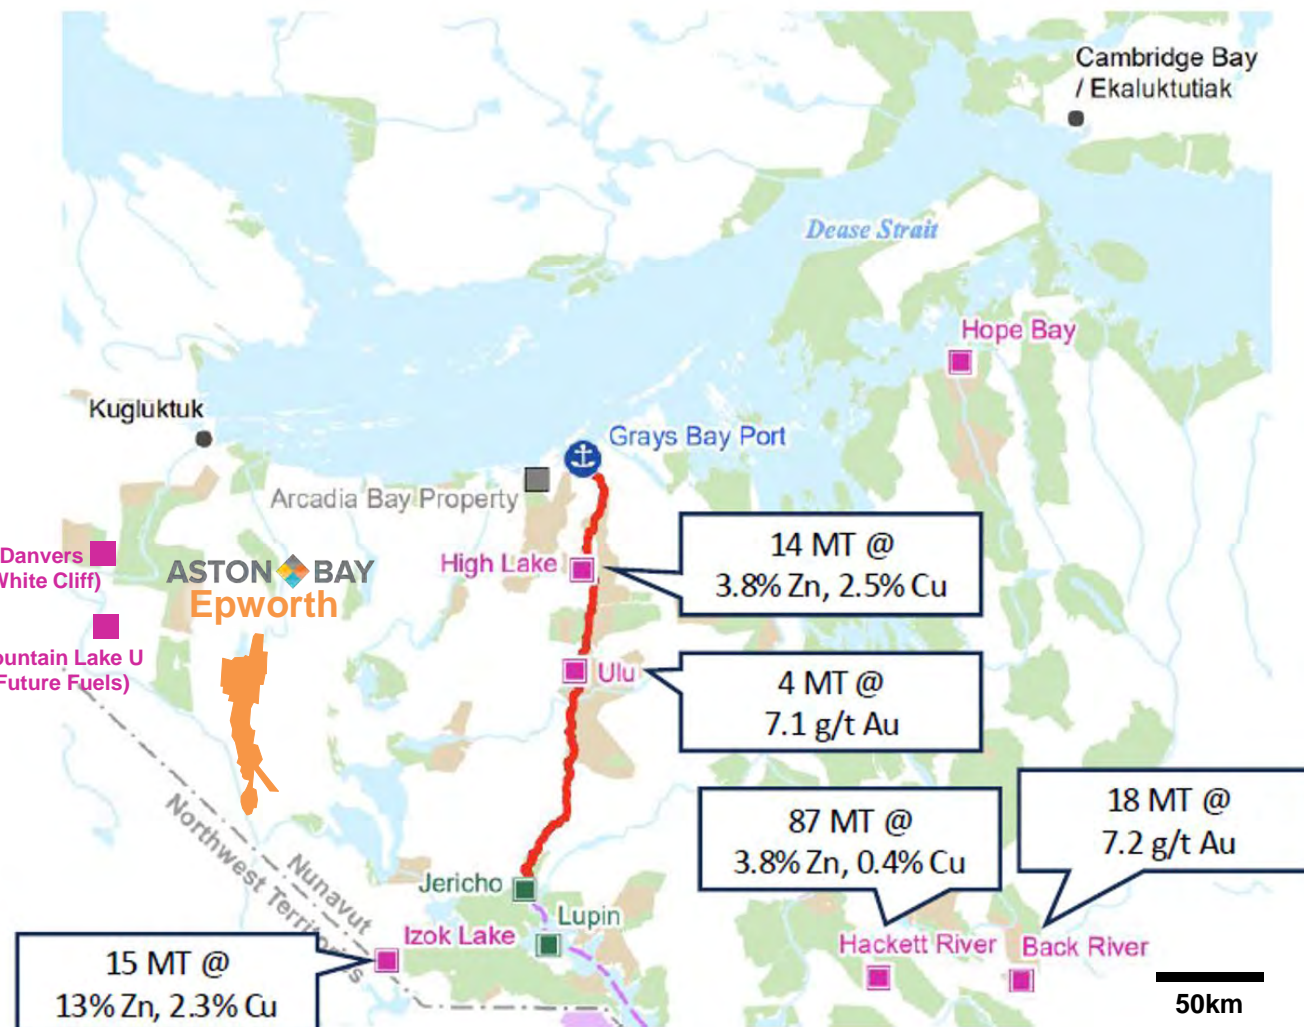 Cambridge Bay
/ Ekaluktutiak
Dease Strait
Hope Bay
Kugluktuk
Grays Bay Port
Arcadia Bay Property
High Lake
14 MT @
3.8% Zn, 2.5% Cu
Danvers
White Cliff)
ASTON BAY
Epworth
ountain Lake U
Future Fuels)
Ulu
4 MT @
7.1 g/t Au
87 MT @
3.8% Zn, 0.4% Cu
18 MT @
7.2 g/t Au
Nunavut
Northwest Territories
Jericho
Lupin
Izok Lake
15 MT @
13% Zn, 2.3% Cu
Hackett River
Back River
50km